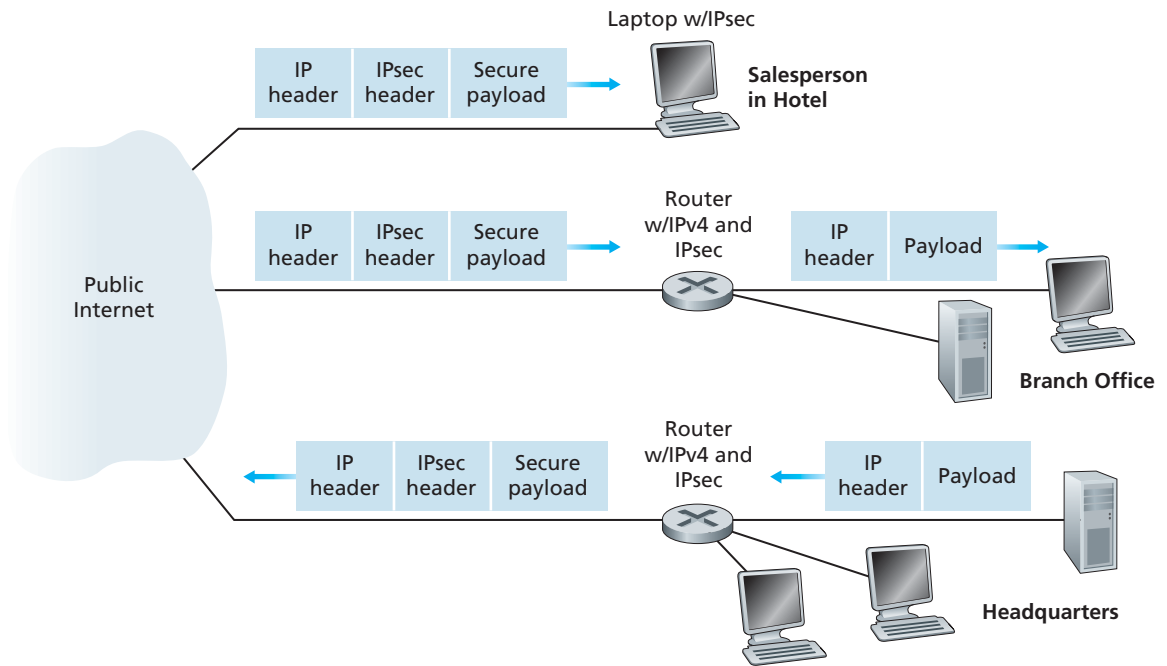 Laptop w/IPsec
IP
header
IPsec
header
Secure
payload
Salesperson
in Hotel
Public
Internet
IP
header
IPsec
header
Secure
payload
Router
w/IPv4 and
IPsec
IP
header
Payload
Branch Office
IP
header
IPsec
header
Secure
payload
Router
w/IPv4 and
IPsec
IP
header
Payload
Headquarters